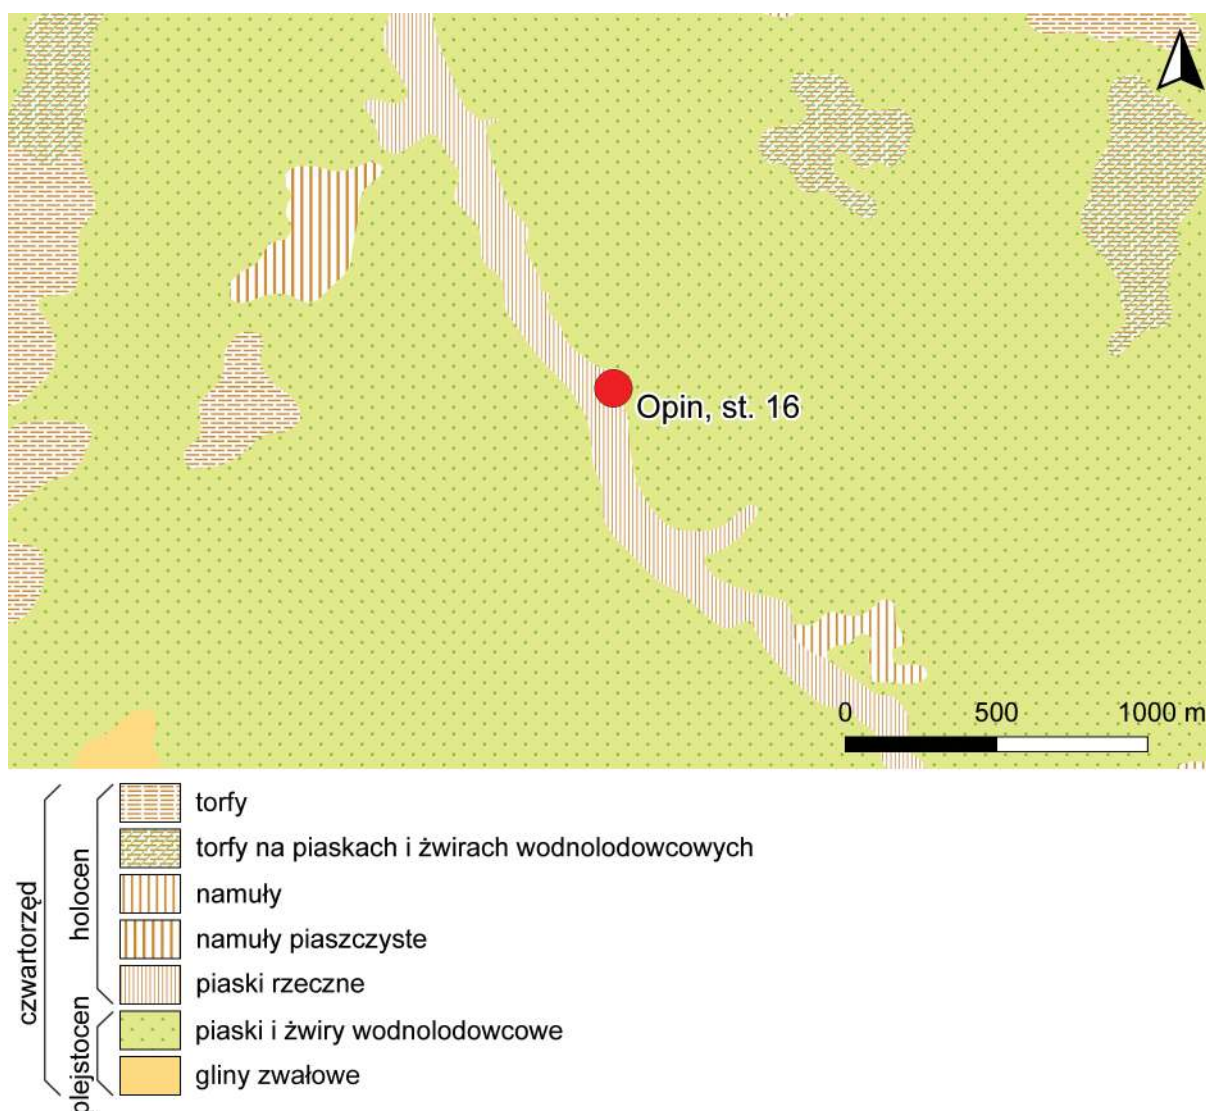 Opin, st. 16
0 500 1000 m
torfy
torfy na piaskach i żwirach wodnolodowcowych
namuły
namuły piaszczyste
piaski rzeczne
piaski i żwiry wodnolodowcowe
gliny zwałowe
czwartorzęd
holocen
plejstocen